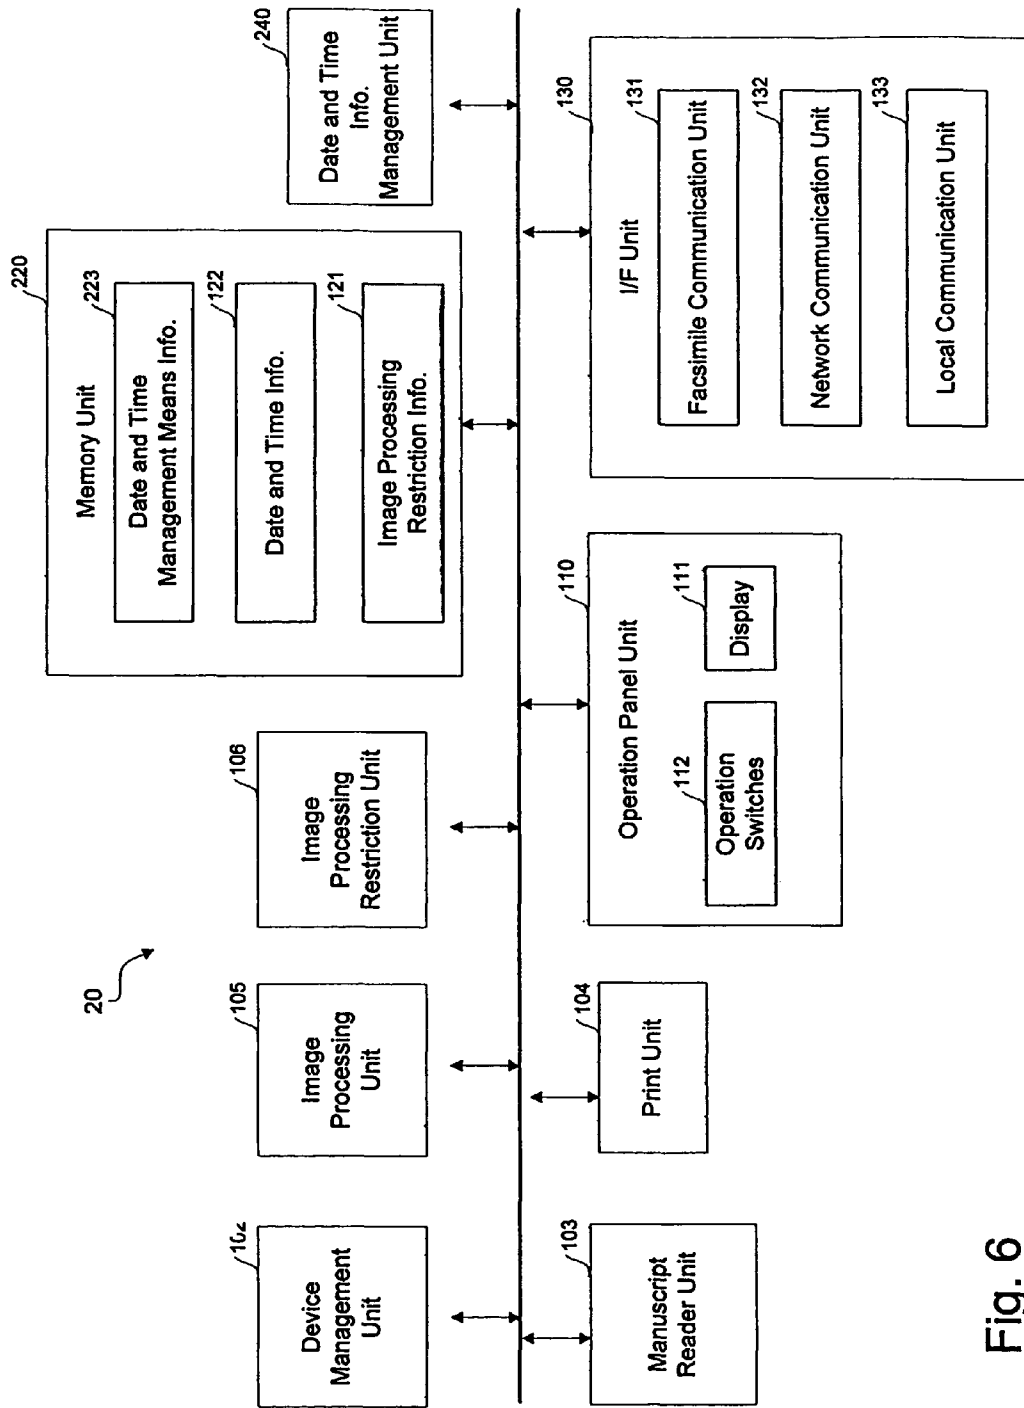 20
102
Device
Management
Unit
105
Image
Processing
Unit
106
Image
Processing
Restriction Unit
220
Memory Unit
223
Date and Time
Management Means Info.
122
Date and Time Info.
121
Image Processing
Restriction Info.
240
Date and Time
Info.
Management Unit
103
Manuscript
Reader Unit
104
Print Unit
110
Operation Panel Unit
112
Operation
Switches
111
Display
130
I/F Unit
131
Facsimile Communication Unit
132
Network Communication Unit
133
Local Communication Unit
Fig. 6